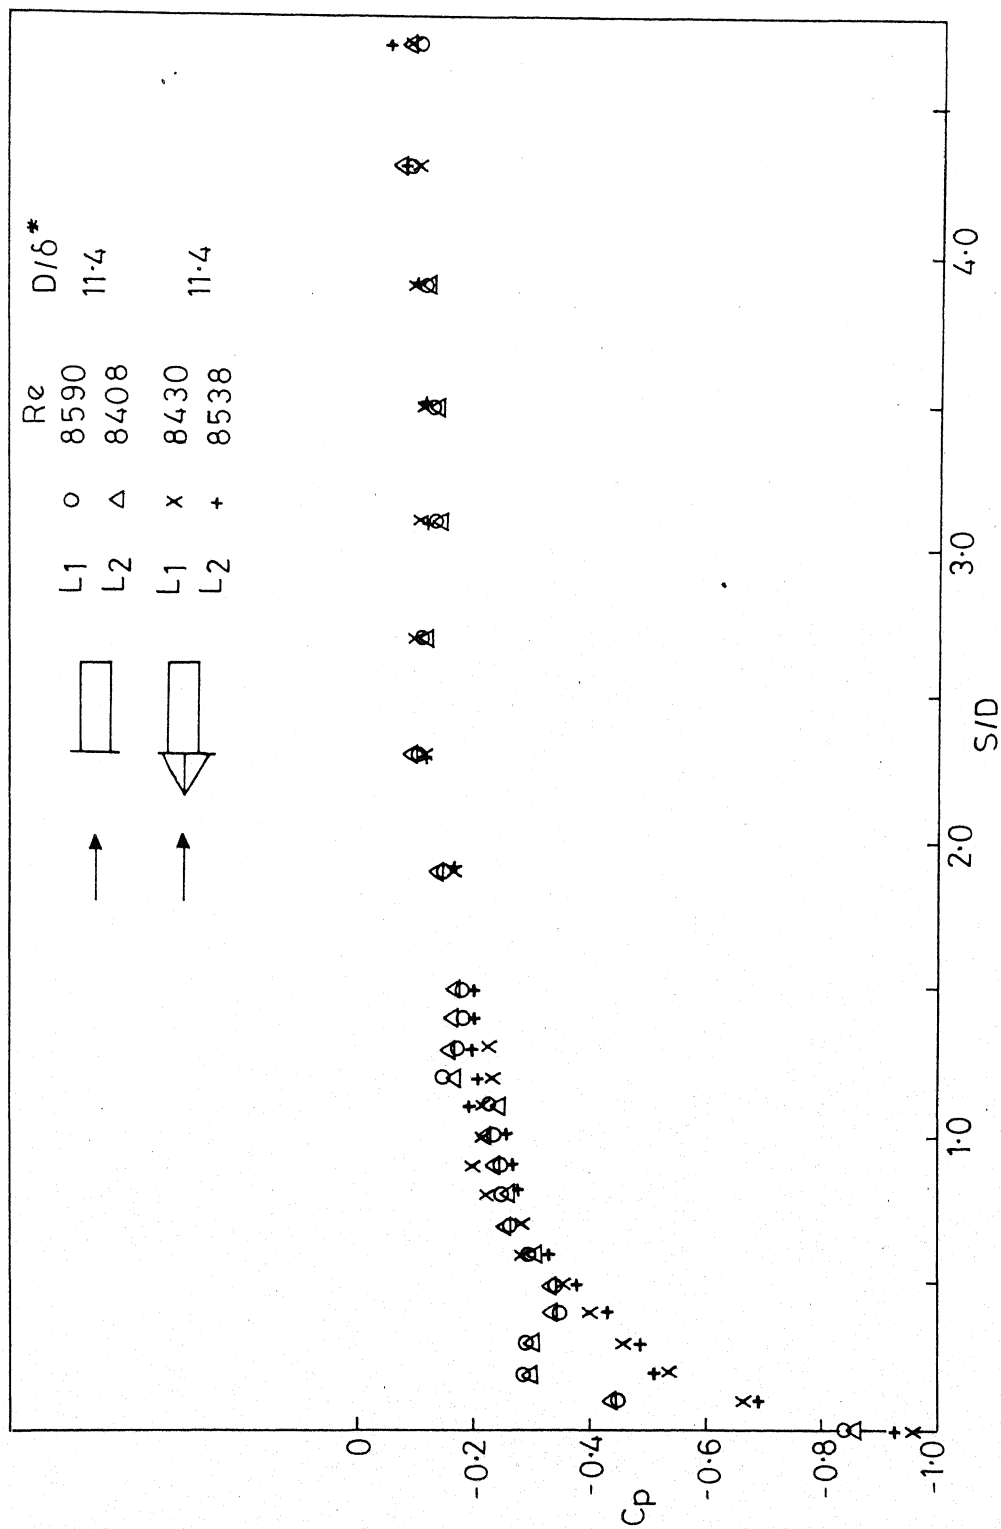 Re D/δ*
L1 o 8590 11·4
L2 △ 8408
L1 x 8430 11·4
L2 + 8538
0
-0·2
-0·4
-0·6
-0·8
-1·0
Cp
1·0 2·0 3·0 4·0
S/D